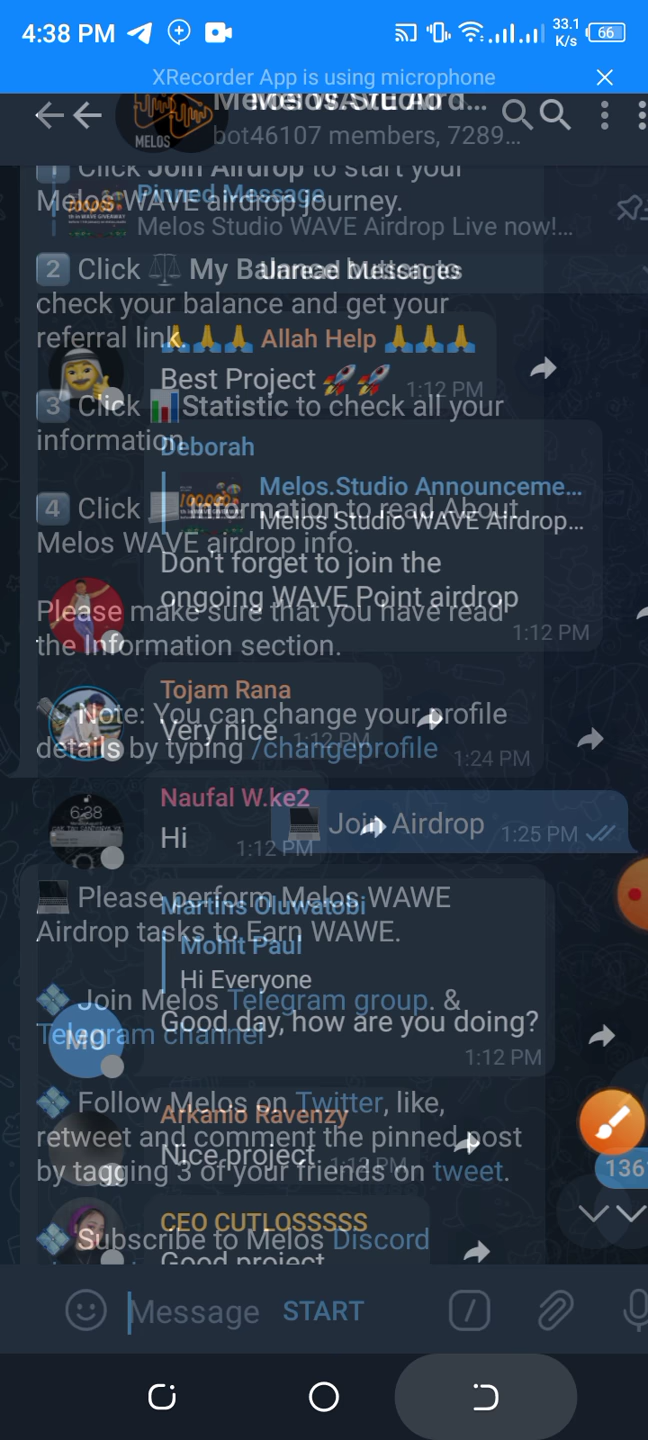 4:38 PM
33.1
K/s
66
XRecorder App is using microphone
MELOS
bot46107 members, 7289...
1 Click Join Airdrop to start your
Melos WAVE airdrop journey.
Pinned Message
Melos Studio WAVE Airdrop Live now!...
2 Click ⚖️ My Balance button to
check your balance and get your
referral link.
Unread Messages
🙏🙏🙏 Allah Help 🙏🙏🙏
Best Project 🚀🚀 1:12 PM
3 Click 📊Statistic to check all your
information.
Deborah
Melos.Studio Announceme...
Melos Studio WAVE Airdrop...
4 Click Information to read About
Melos WAVE airdrop info.
Don't forget to join the
ongoing WAVE Point airdrop
1:12 PM
Please make sure that you have read
the Information section.
Tojam Rana
Very nice 1:12 PM
Note: You can change your profile
details by typing /changeprofile
1:24 PM
Naufal W.ke2
6:38
Hi 1:12 PM
💻 Join Airdrop 1:25 PM
💻 Please perform Melos WAWE
Airdrop tasks to Earn WAWE.
Martins Oluwatobi
Mohit Paul
Hi Everyone
Good day, how are you doing?
1:12 PM
MO
💠 Join Melos Telegram group. &
Telegram channel
💠 Follow Melos on Twitter, like,
retweet and comment the pinned post
by tagging 3 of your friends on tweet.
Arkanio Ravenzy
Nice project. 1:12 PM
136
CEO CUTLOSSSSS
Good project
💠 Subscribe to Melos Discord
Message
START